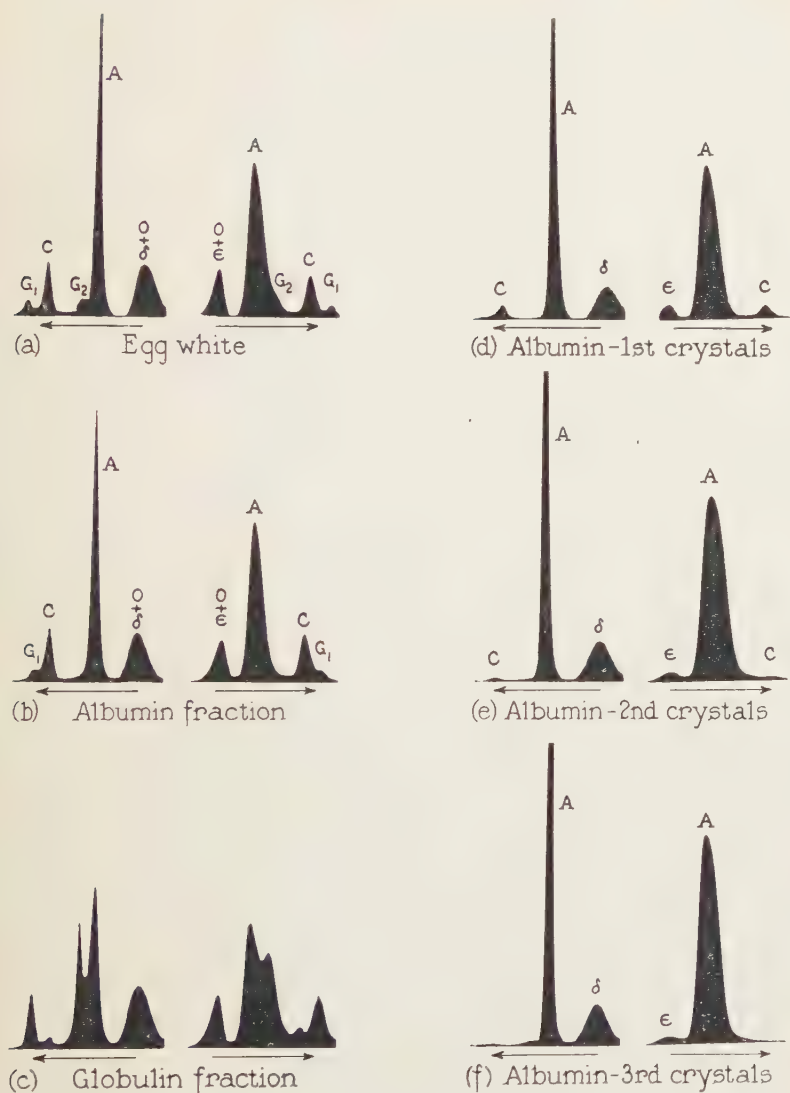 A
O
+
δ
C
G₁
G₂
A
O
+
ε
G₂
C
G₁
(a) Egg white
A
C
δ
A
ε
C
(d) Albumin-1st crystals
A
O
+
δ
C
G₁
A
O
+
ε
C
G₁
(b) Albumin fraction
A
C
δ
A
ε
C
(e) Albumin-2nd crystals
(c) Globulin fraction
A
δ
A
ε
(f) Albumin-3rd crystals